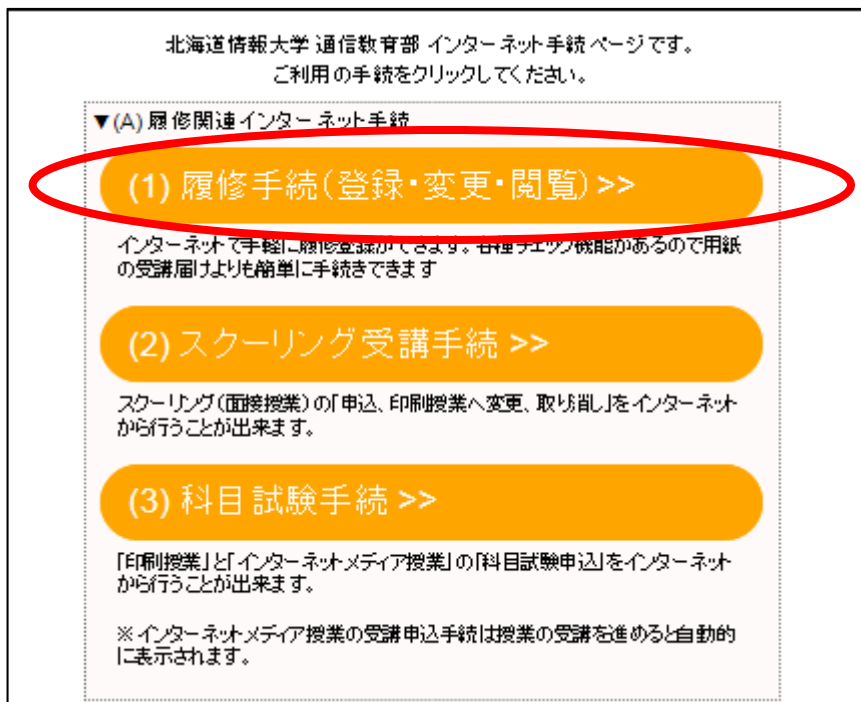 北海道情報大学 通信教育部 インターネット手続ページです。
ご利用の手続をクリックしてください。
▼(A) 履修関連インターネット手続
(1) 履修手続(登録・変更・閲覧) >>
インターネットで手軽に履修登録ができます。各種チェック機能があるので用紙
の受講届けよりも簡単に手続きできます
(2) スクーリング受講手続 >>
スクーリング(面接授業)の「申込、印刷授業へ変更、取り消し」をインターネット
から行うことが出来ます。
(3) 科目試験手続 >>
「印刷授業」と「インターネットメディア授業」の「科目試験申込」をインターネット
から行うことが出来ます。
※インターネットメディア授業の受講申込手続は授業の受講を進めると自動的
に表示されます。